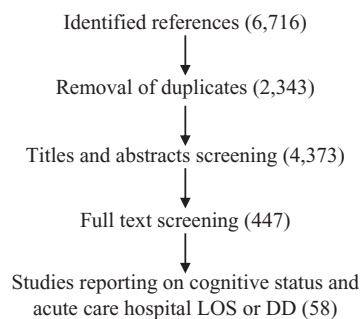 Identified references (6,716)
Removal of duplicates (2,343)
Titles and abstracts screening (4,373)
Full text screening (447)
Studies reporting on cognitive status and
acute care hospital LOS or DD (58)